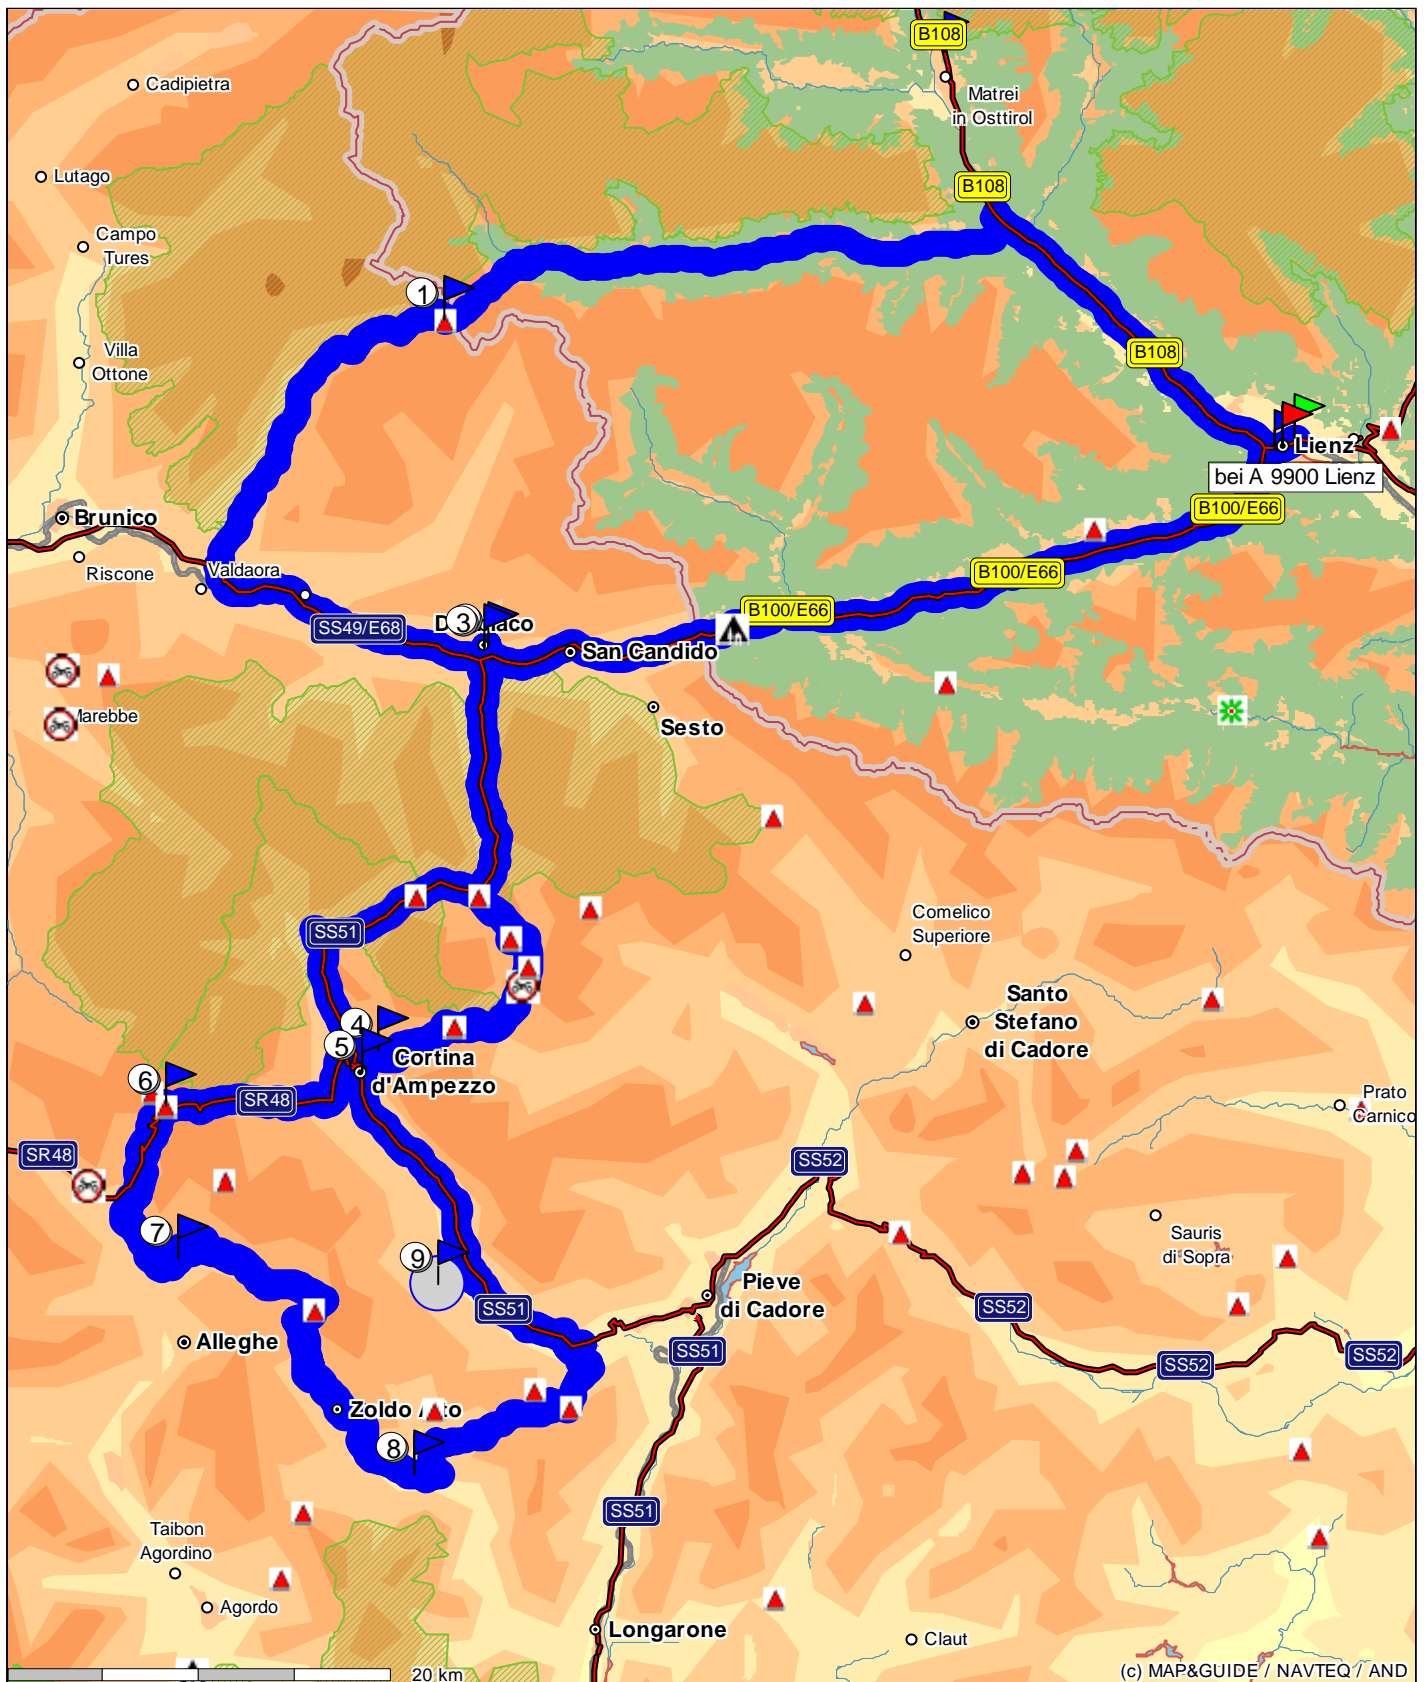 B108
Cadipietra
Matrei
in Osttirol
Lutago
B108
Campo
Tures
1
B108
Villa
Ottone
Lienz
bei A 9900 Lienz
B100/E66
Brunico
Riscone
Valdaora
B100/E66
B100/E66
SS49/E68
3
San Candido
Sesto
Marebbe
Comelico
Superiore
SS51
Santo
Stefano
di Cadore
4
5
Cortina
d'Ampezzo
6
SR48
Prato
Carnico
SR48
SS52
7
Sauris
di Sopra
9
Pieve
di Cadore
SS51
SS52
Alleghe
SS51
SS52
SS52
Zoldo Alto
8
SS51
Taibon
Agordino
Agordo
Longarone
Claut
20 km
(c) MAP&GUIDE / NAVTEQ / AND